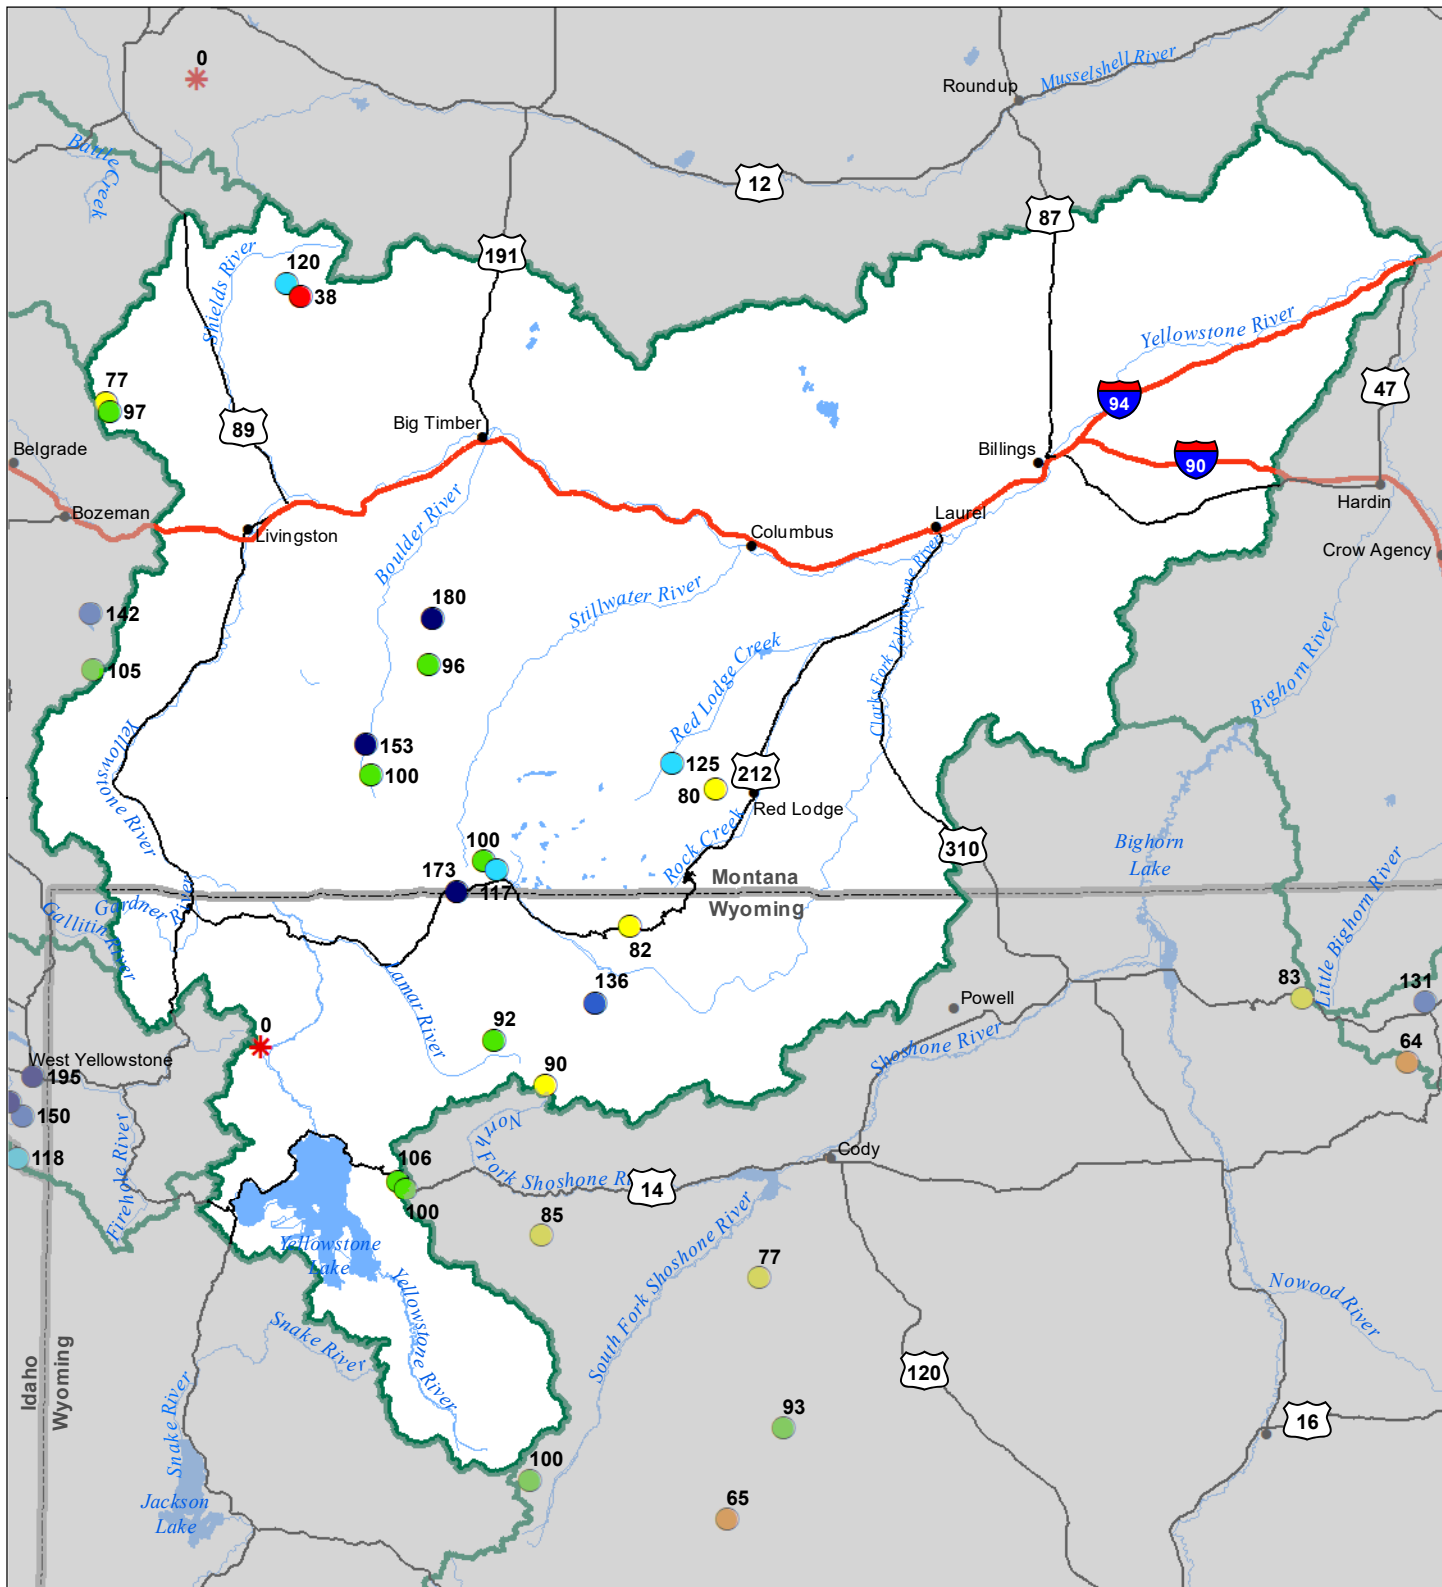 0
Roundup
Musselshell River
Battle Creek
12
87
191
Shields River
120
38
Yellowstone River
77
97
89
94
47
Big Timber
Belgrade
Billings
90
Bozeman
Livingston
Boulder River
Columbus
Laurel
Hardin
Crow Agency
142
180
Stillwater River
Clarks Fork Yellowstone River
105
96
Red Lodge Creek
Bighorn River
Yellowstone River
153
100
125
80
212
Red Lodge
Rock Creek
310
Bighorn
Lake
100
173
117
Montana
Wyoming
Gardner River
Gallitin River
82
Little Bighorn River
Lamar River
136
Powell
83
131
0
92
Shoshone River
64
West Yellowstone
195
90
150
North Fork Shoshone R
Firehole River
118
106
100
14
Cody
85
South Fork Shoshone River
Yellowstone
Lake
77
Yellowstone River
Nowood River
Snake River
Idaho
Wyoming
120
Snake River
93
16
100
65
Jackson
Lake